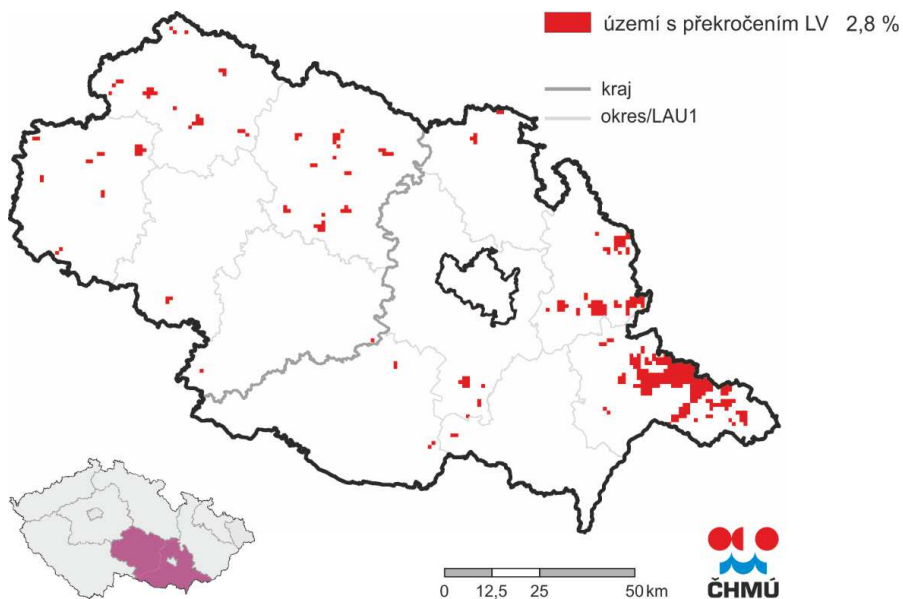 území s překročením LV 2,8 %
kraj
okres/LAU1
0 12,5 25 50 km
ČHMÚ